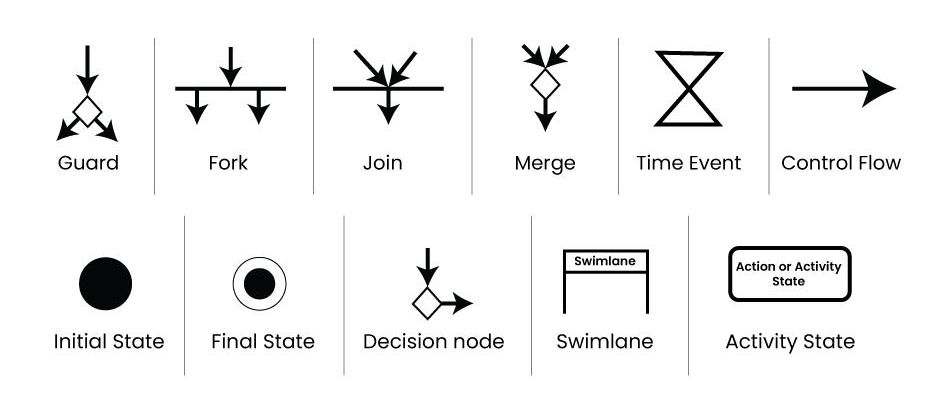 Guard
Fork
Join
Merge
Time Event
Control Flow
Swimlane
Action or Activity
State
Initial State
Final State
Decision node
Swimlane
Activity State